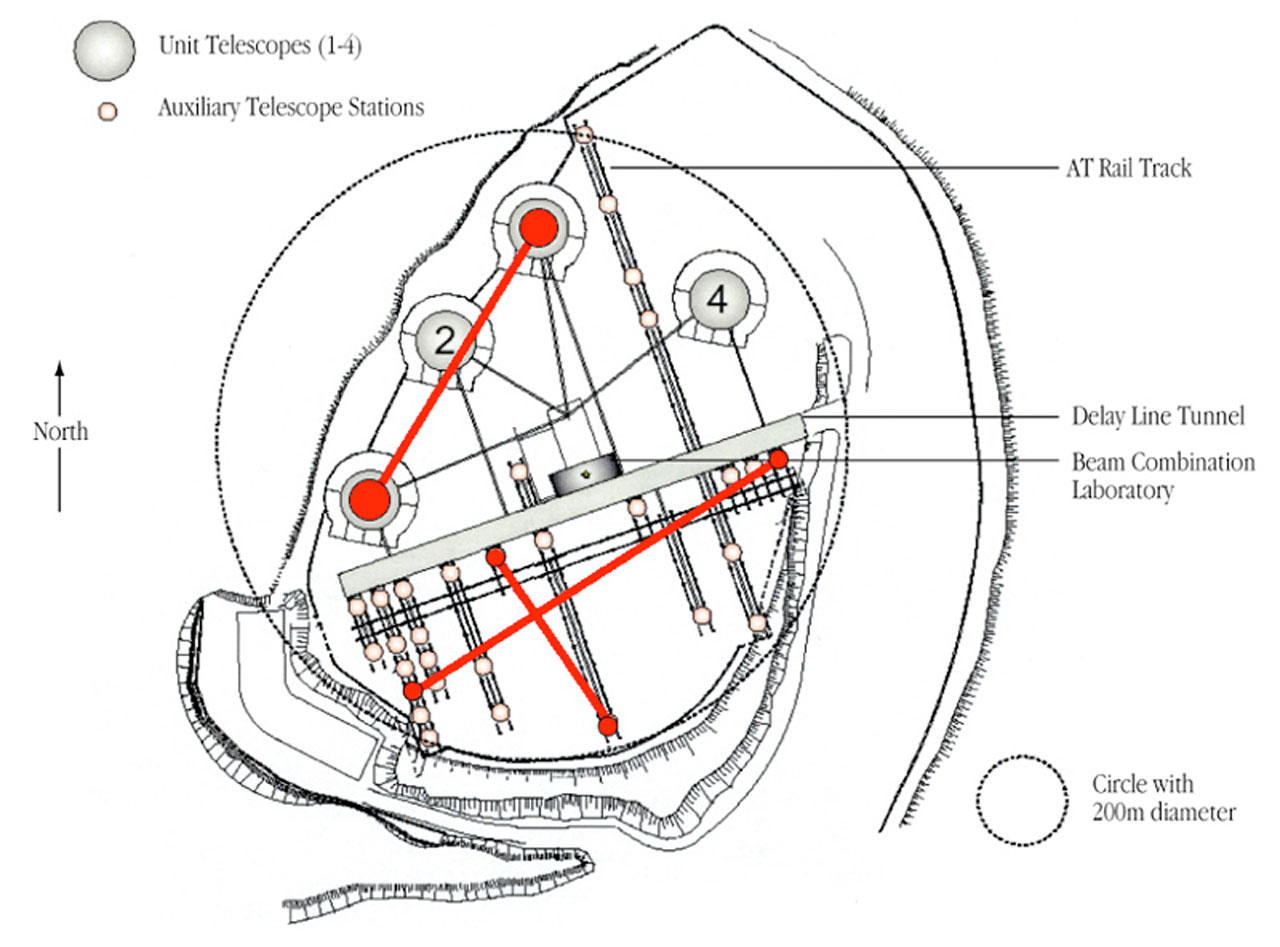 Unit Telescopes (1-4)
Auxiliary Telescope Stations
AT Rail Track
4
2
North
Delay Line Tunnel
Beam Combination
Laboratory
Circle with
200m diameter